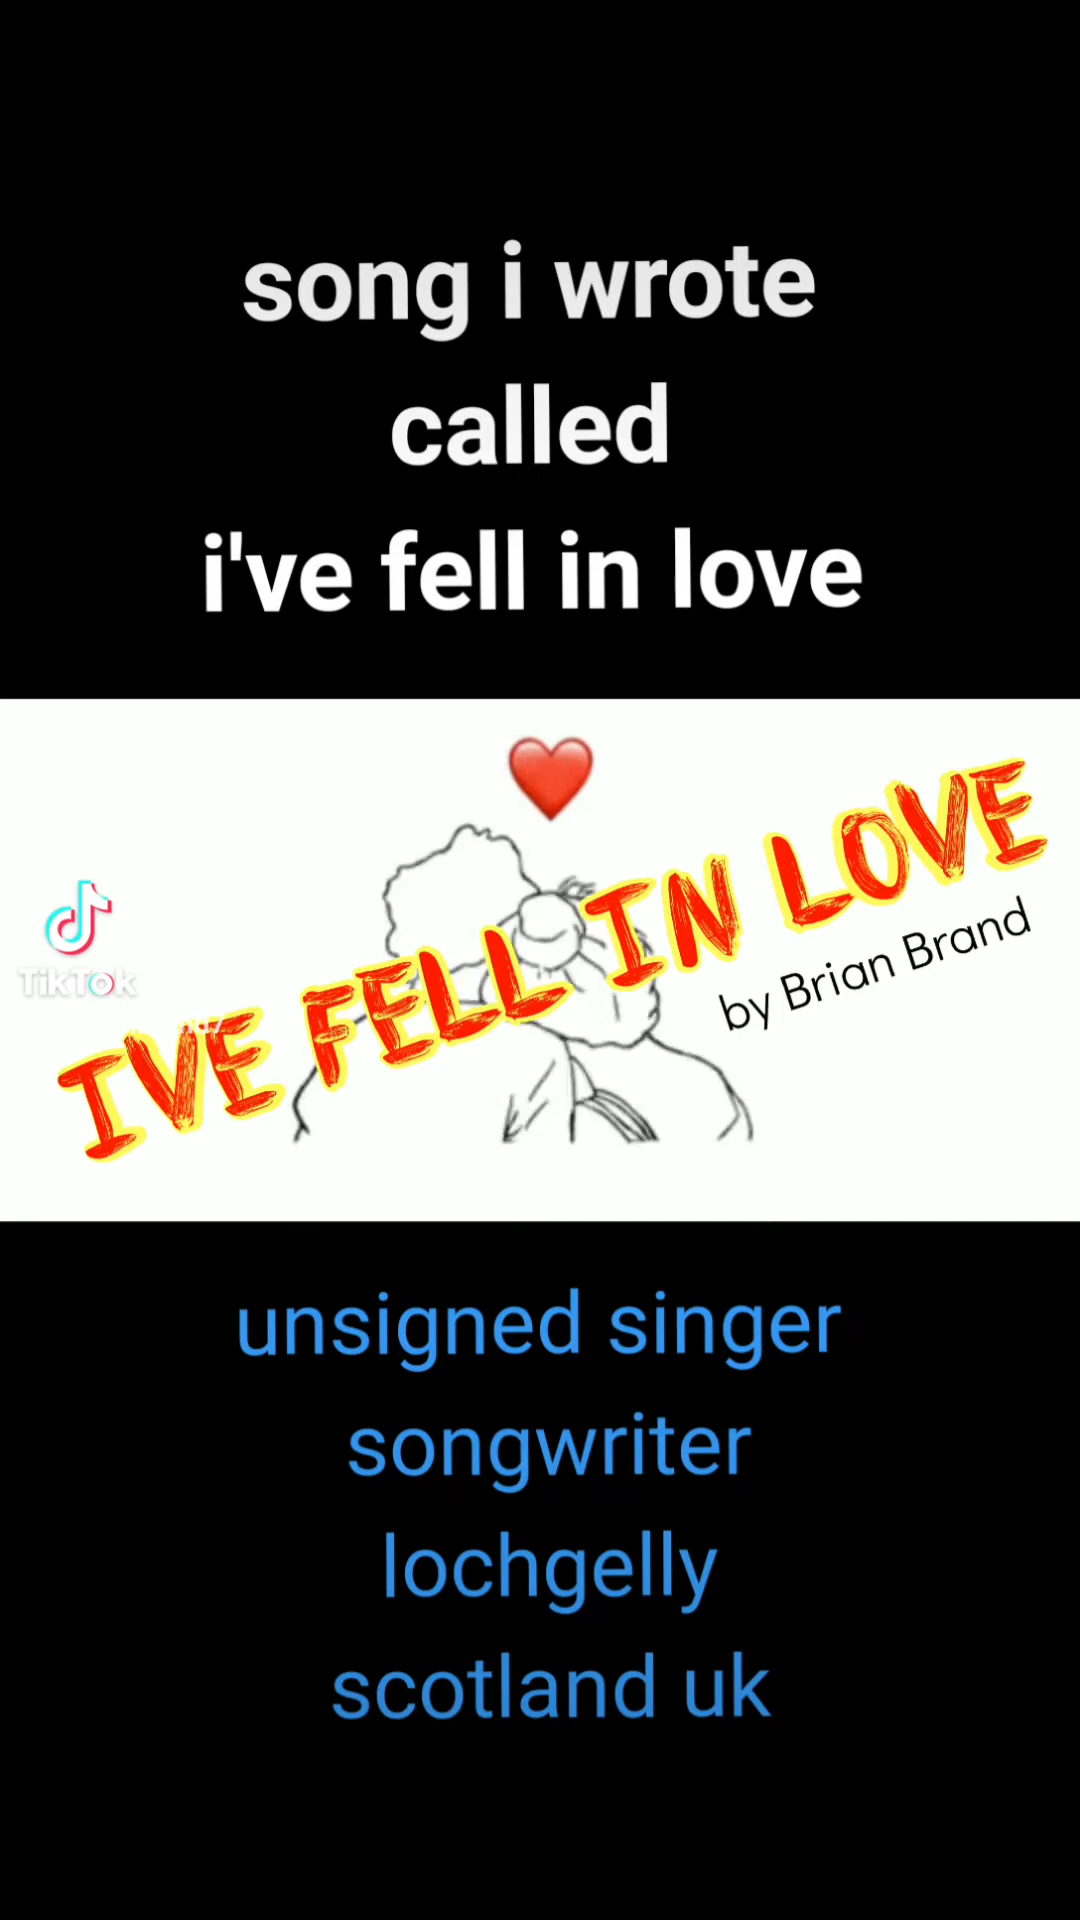 song i wrote
called
i've fell in love
IVE FELL IN LOVE
by Brian Brand
TikTok
unsigned singer
songwriter
lochgelly
scotland uk